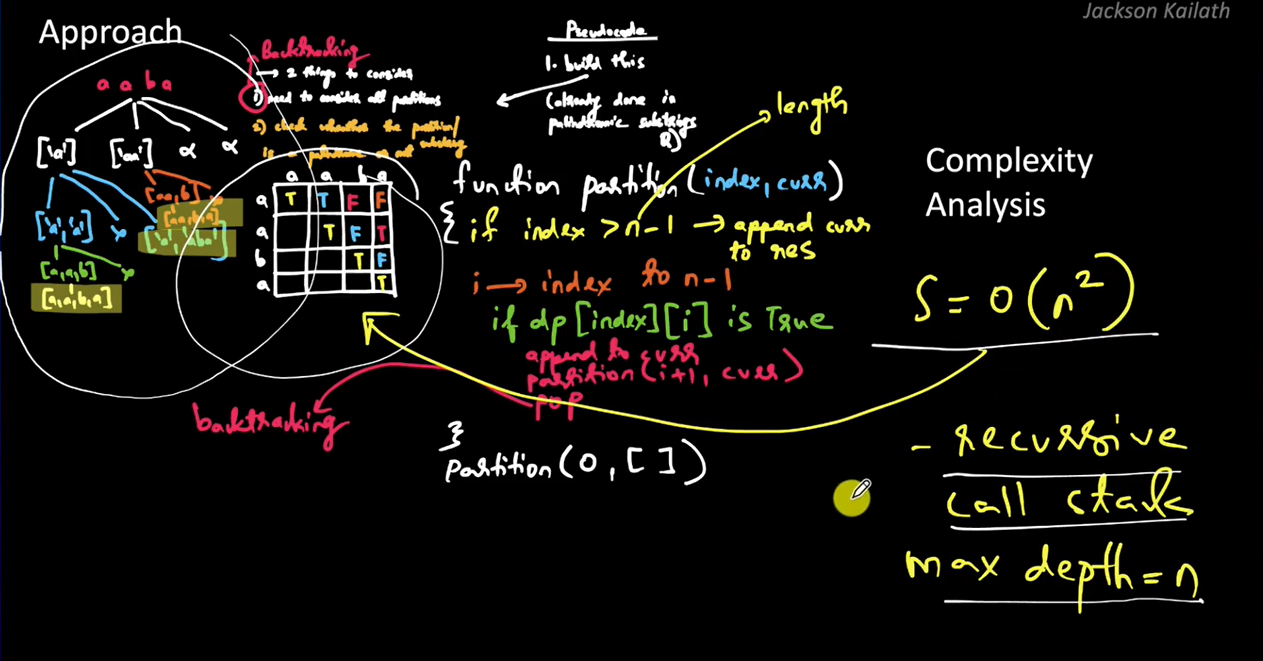 Jackson Kailath
Approach
a a b a
['a']
['aa']
α
α
['a','a']
x
[a,a,b]
x
[a,a,b,a]
[aa,b]
[aa,b,a]
Backtracking
→ 2 things to consider
1) need to consider all partitions
2) check whether the partition/
substring
is a palindrome or not
a a b a
a T T F F
a T F T
b T F
a T
Pseudocode
1. build this
(already done in
palindromic substrings
length
function partition(index, curr)
{
if index > n-1 → append curr
to res
i → index to n-1
if dp[index][i] is True
append to curr
partition(i+1, curr)
pop
backtracking
}
partition(0, [ ])
Complexity
Analysis
S = O(n²)
- recursive
call stack
max depth = n